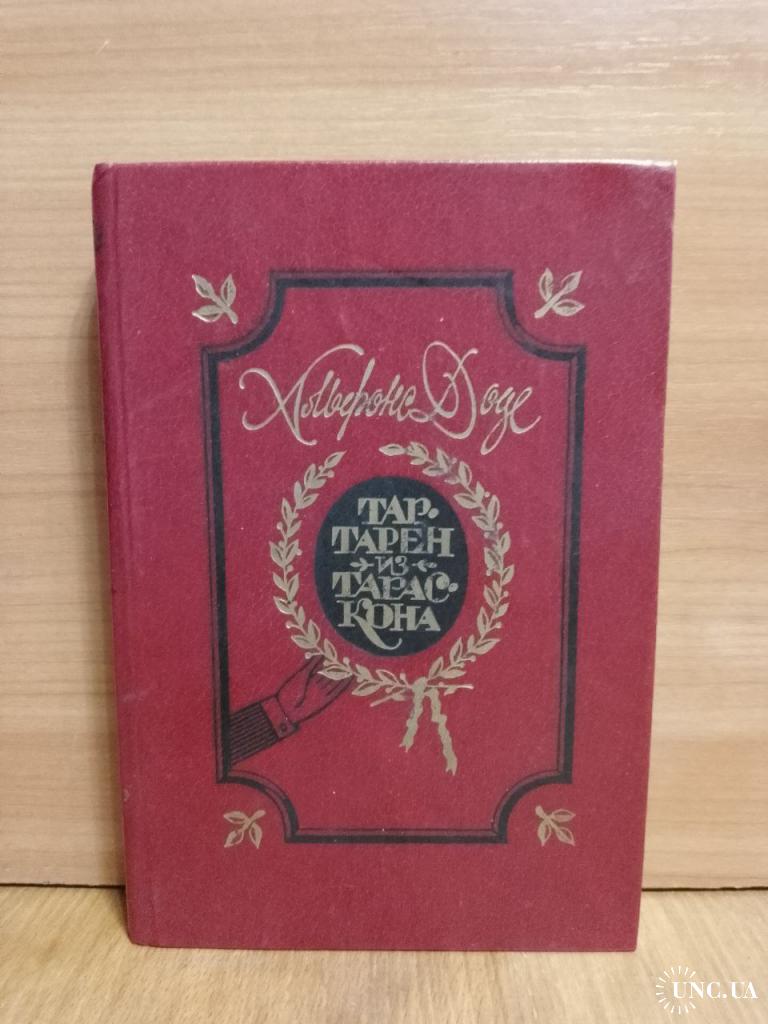 Альфонс Доде
ТАР-
ТАРЕН
ИЗ
ТАРАС-
КОНА
UNC.UA